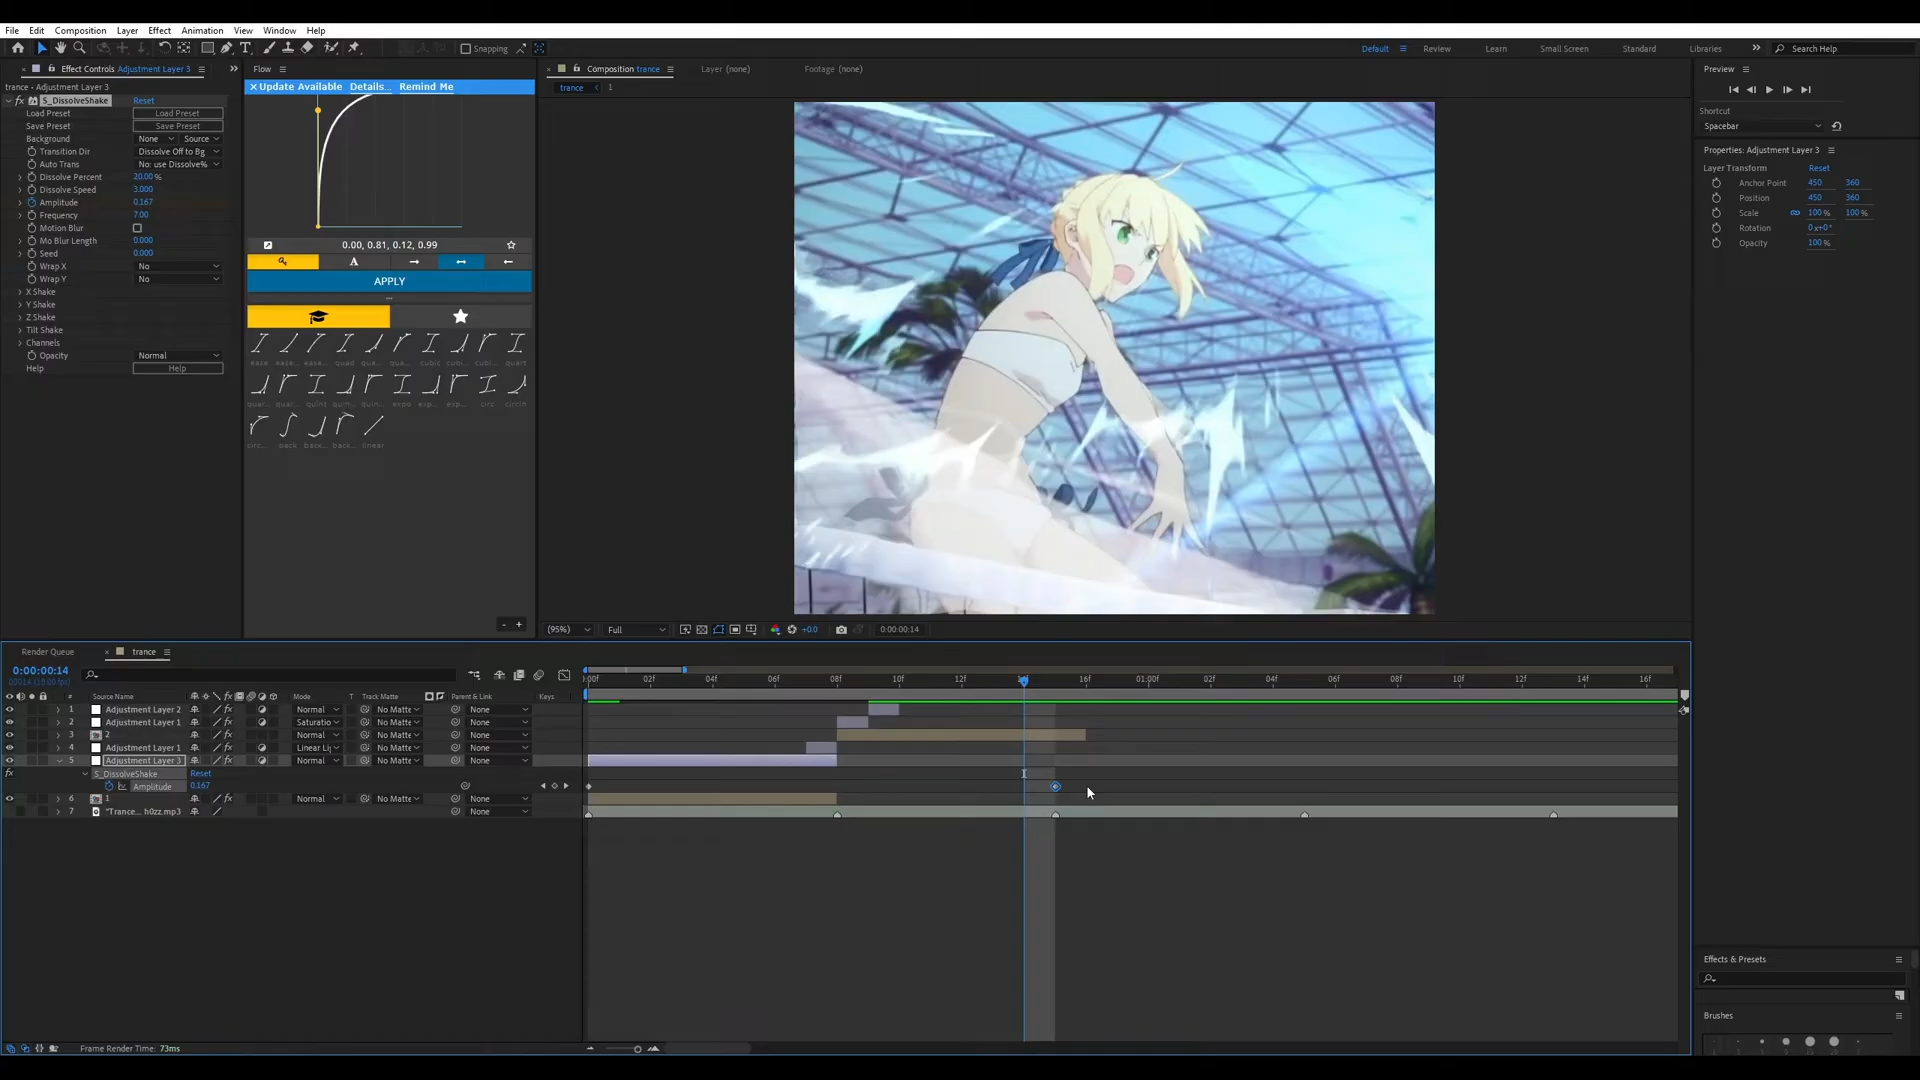 File Edit Composition Layer Effect Animation View Window Help
Snapping
Default Review Learn Small Screen Standard Libraries Search Help
Effect Controls Adjustment Layer 3
trance • Adjustment Layer 3
fx S_DissolveShake Reset
Load Preset Load Preset
Save Preset Save Preset
Background None Source
Transition Dir Dissolve Off to Bg
Auto Trans No: use Dissolve%
Dissolve Percent 20.00 %
Dissolve Speed 3.000
Amplitude 0.167
Frequency 7.00
Motion Blur
Mo Blur Length 0.000
Seed 0.000
Wrap X No
Wrap Y No
X Shake
Y Shake
Z Shake
Tilt Shake
Channels
Opacity Normal
Help Help
Flow
Update Available Details... Remind Me
0.00, 0.81, 0.12, 0.99
A
APPLY
...
ease ease... ease... quad qua... qua... cubic cubi... cubi... quart
quar... quar... quint quin... quin... expo exp... exp... circ circIn
circ... back back... back... linear
- +
Composition trance Layer (none) Footage (none)
trance 1
(95%) Full +0.0 0:00:00:14
Preview
Shortcut
Spacebar
Properties: Adjustment Layer 3
Layer Transform Reset
Anchor Point 450 360
Position 450 360
Scale 100 % 100 %
Rotation 0x+0°
Opacity 100 %
Effects & Presets
Brushes
Render Queue trance
0:00:00:14
# Source Name fx Mode T Track Matte Parent & Link Keys
:00f 02f 04f 06f 08f 10f 12f 16f 01:00f 02f 04f 06f 08f 10f 12f 14f 16f
1 Adjustment Layer 2 fx Normal No Matte None
2 Adjustment Layer 1 fx Saturatio No Matte None
3 2 fx Normal No Matte None
4 Adjustment Layer 1 fx Linear Li No Matte None
5 Adjustment Layer 3 fx Normal No Matte None
fx S_DissolveShake Reset
Amplitude 0.167
6 1 fx Normal No Matte None
7 "Trance... h0zz.mp3 No Matte None
Frame Render Time: 73ms